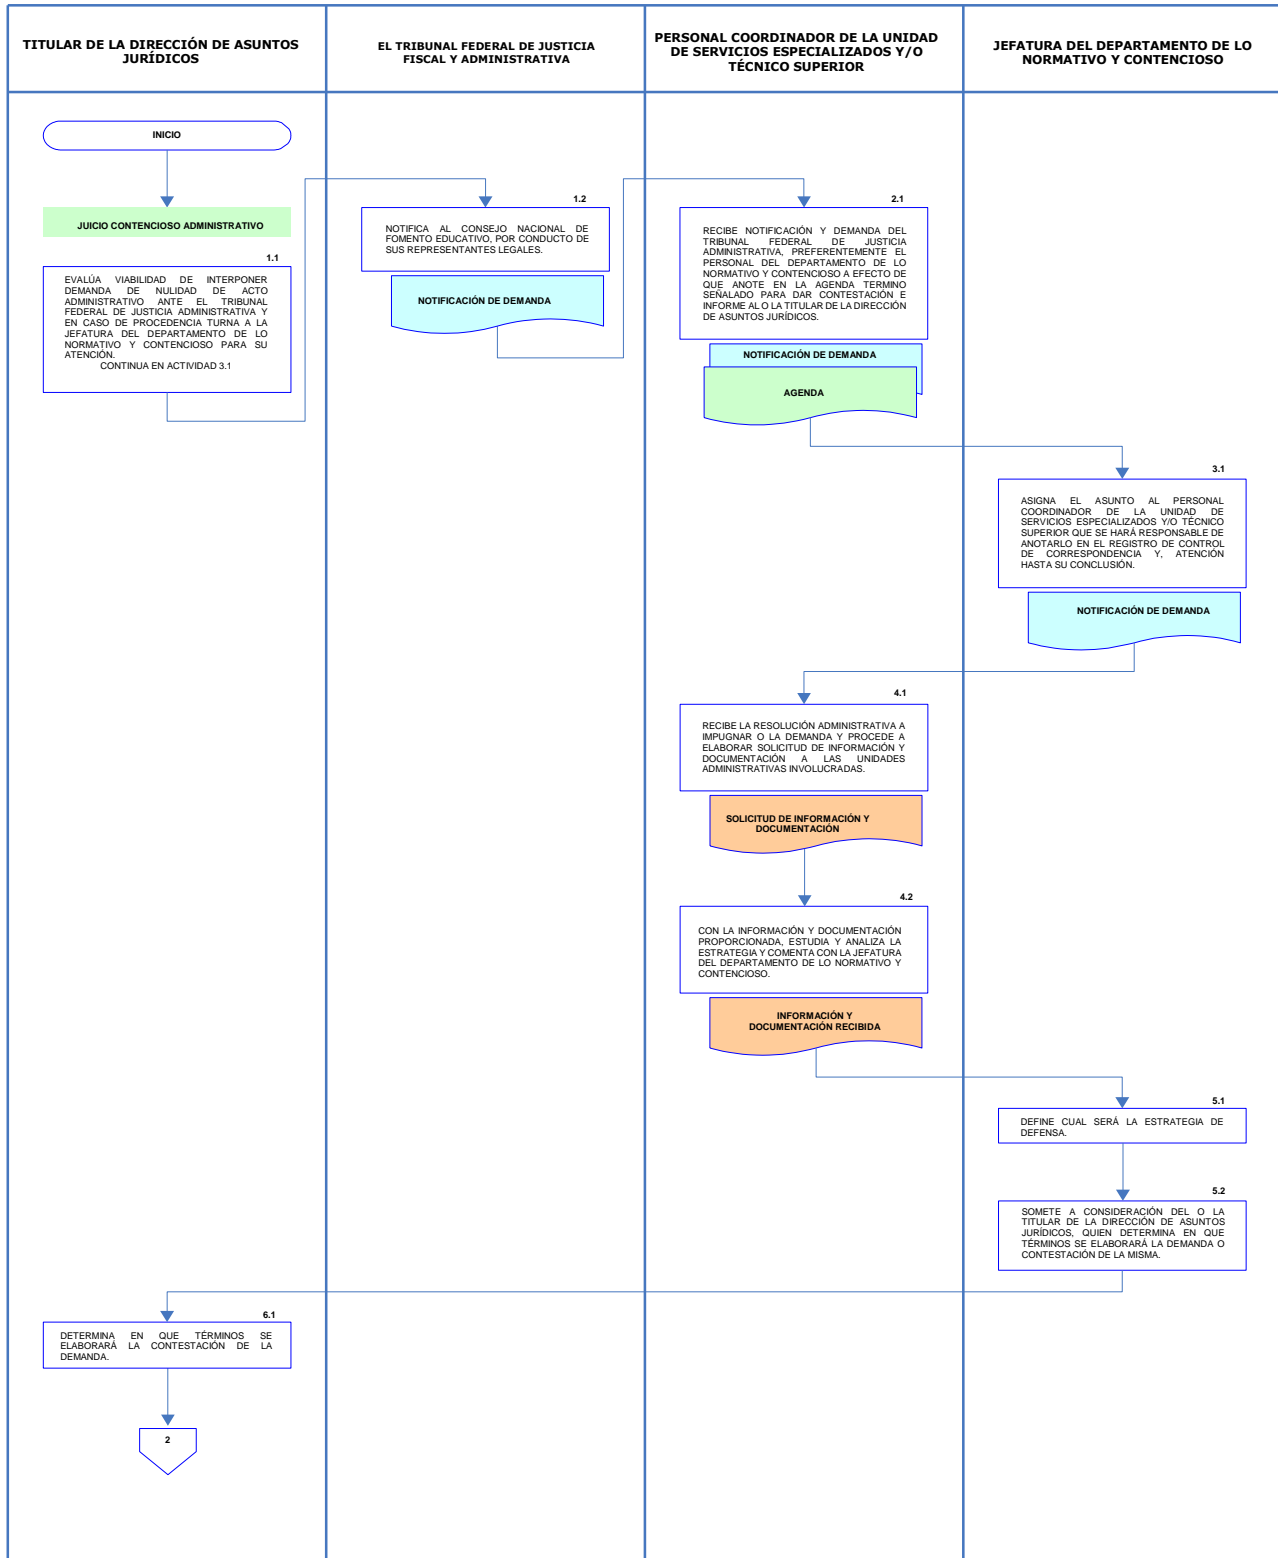 TITULAR DE LA DIRECCIÓN DE ASUNTOS
JURÍDICOS
EL TRIBUNAL FEDERAL DE JUSTICIA
FISCAL Y ADMINISTRATIVA
PERSONAL COORDINADOR DE LA UNIDAD
DE SERVICIOS ESPECIALIZADOS Y/O
TÉCNICO SUPERIOR
JEFATURA DEL DEPARTAMENTO DE LO
NORMATIVO Y CONTENCIOSO
INICIO
JUICIO CONTENCIOSO ADMINISTRATIVO
1.1
EVALÚA VIABILIDAD DE INTERPONER
DEMANDA DE NULIDAD DE ACTO
ADMINISTRATIVO ANTE EL TRIBUNAL
FEDERAL DE JUSTICIA ADMINISTRATIVA Y
EN CASO DE PROCEDENCIA TURNA A LA
JEFATURA DEL DEPARTAMENTO DE LO
NORMATIVO Y CONTENCIOSO PARA SU
ATENCIÓN.
CONTINUA EN ACTIVIDAD 3.1
1.2
NOTIFICA AL CONSEJO NACIONAL DE
FOMENTO EDUCATIVO, POR CONDUCTO DE
SUS REPRESENTANTES LEGALES.
NOTIFICACIÓN DE DEMANDA
2.1
RECIBE NOTIFICACIÓN Y DEMANDA DEL
TRIBUNAL FEDERAL DE JUSTICIA
ADMINISTRATIVA, PREFERENTEMENTE EL
PERSONAL DEL DEPARTAMENTO DE LO
NORMATIVO Y CONTENCIOSO A EFECTO DE
QUE ANOTE EN LA AGENDA TERMINO
SEÑALADO PARA DAR CONTESTACIÓN E
INFORME AL O LA TITULAR DE LA DIRECCIÓN
DE ASUNTOS JURÍDICOS.
NOTIFICACIÓN DE DEMANDA
AGENDA
3.1
ASIGNA EL ASUNTO AL PERSONAL
COORDINADOR DE LA UNIDAD DE
SERVICIOS ESPECIALIZADOS Y/O TÉCNICO
SUPERIOR QUE SE HARÁ RESPONSABLE DE
ANOTARLO EN EL REGISTRO DE CONTROL
DE CORRESPONDENCIA Y, ATENCIÓN
HASTA SU CONCLUSIÓN.
NOTIFICACIÓN DE DEMANDA
4.1
RECIBE LA RESOLUCIÓN ADMINISTRATIVA A
IMPUGNAR O LA DEMANDA Y PROCEDE A
ELABORAR SOLICITUD DE INFORMACIÓN Y
DOCUMENTACIÓN A LAS UNIDADES
ADMINISTRATIVAS INVOLUCRADAS.
SOLICITUD DE INFORMACIÓN Y
DOCUMENTACIÓN
4.2
CON LA INFORMACIÓN Y DOCUMENTACIÓN
PROPORCIONADA, ESTUDIA Y ANALIZA LA
ESTRATEGIA Y COMENTA CON LA JEFATURA
DEL DEPARTAMENTO DE LO NORMATIVO Y
CONTENCIOSO.
INFORMACIÓN Y
DOCUMENTACIÓN RECIBIDA
5.1
DEFINE CUAL SERÁ LA ESTRATEGIA DE
DEFENSA.
5.2
SOMETE A CONSIDERACIÓN DEL O LA
TITULAR DE LA DIRECCIÓN DE ASUNTOS
JURÍDICOS, QUIEN DETERMINA EN QUE
TÉRMINOS SE ELABORARÁ LA DEMANDA O
CONTESTACIÓN DE LA MISMA.
6.1
DETERMINA EN QUE TÉRMINOS SE
ELABORARÁ LA CONTESTACIÓN DE LA
DEMANDA.
2